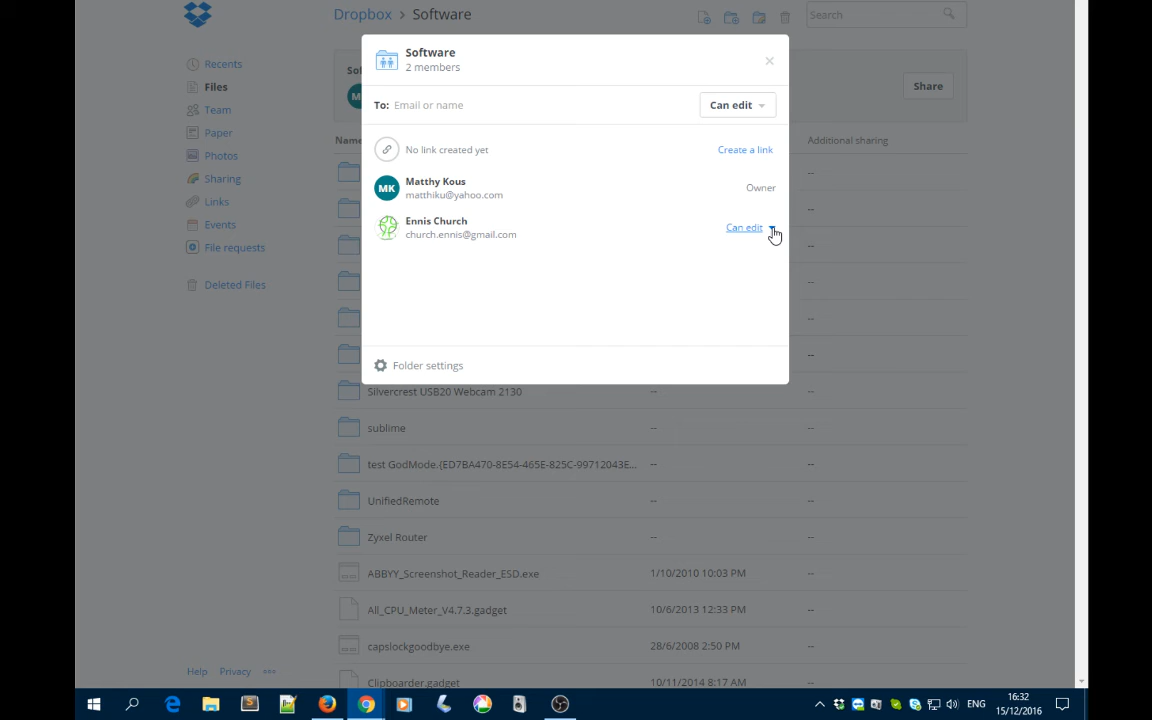 Dropbox > Software
Search
Recents
Files
Team
Paper
Photos
Sharing
Links
Events
File requests
Deleted Files
Help Privacy
Software
2 members
To: Email or name
Can edit
No link created yet
Create a link
MK
Matthy Kous
matthiku@yahoo.com
Owner
Ennis Church
church.ennis@gmail.com
Can edit
Folder settings
Share
Name
Additional sharing
--
--
--
--
--
--
Silvercrest USB20 Webcam 2130 -- --
sublime -- --
test GodMode.{ED7BA470-8E54-465E-825C-99712043E... -- --
UnifiedRemote -- --
Zyxel Router -- --
ABBYY_Screenshot_Reader_ESD.exe 1/10/2010 10:03 PM --
All_CPU_Meter_V4.7.3.gadget 10/6/2013 12:33 PM --
capslockgoodbye.exe 28/6/2008 2:50 PM --
Clipboarder.gadget 10/11/2014 8:17 AM --
ENG
16:32
15/12/2016